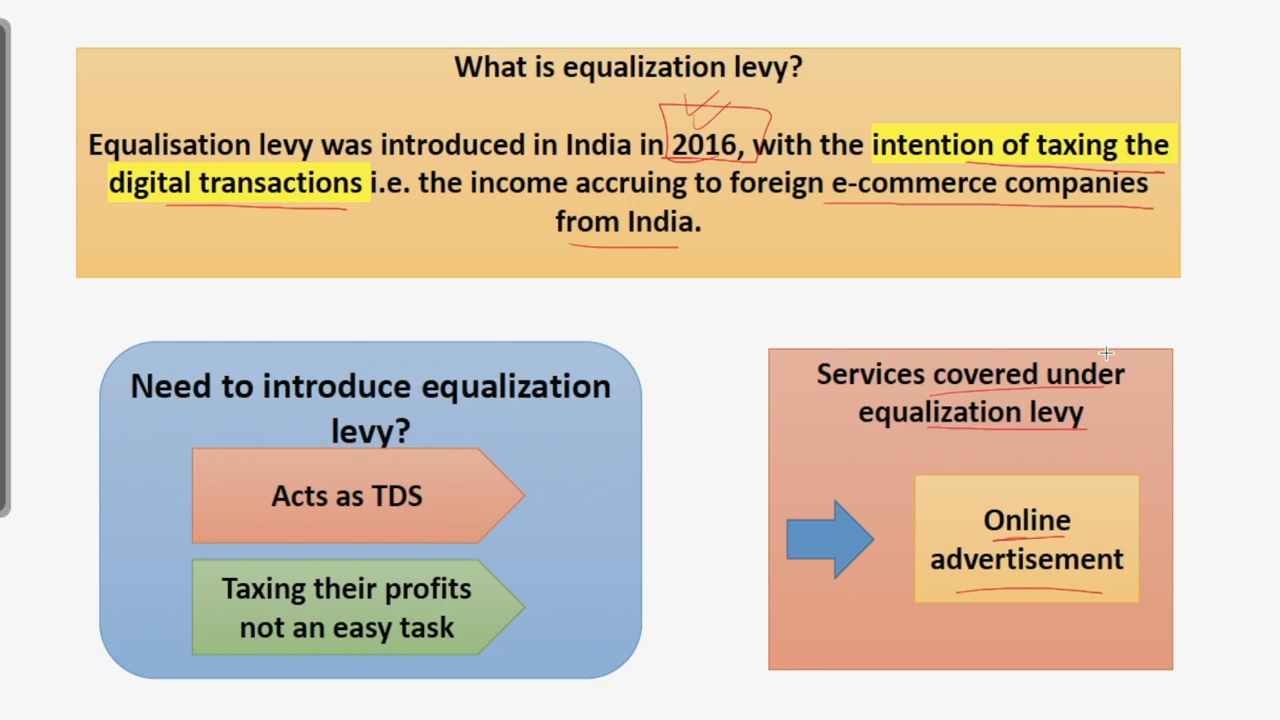 What is equalization levy?
Equalisation levy was introduced in India in 2016, with the intention of taxing the
digital transactions i.e. the income accruing to foreign e-commerce companies
from India.
Need to introduce equalization
levy?
Acts as TDS
Taxing their profits
not an easy task
Services covered under
equalization levy
Online
advertisement